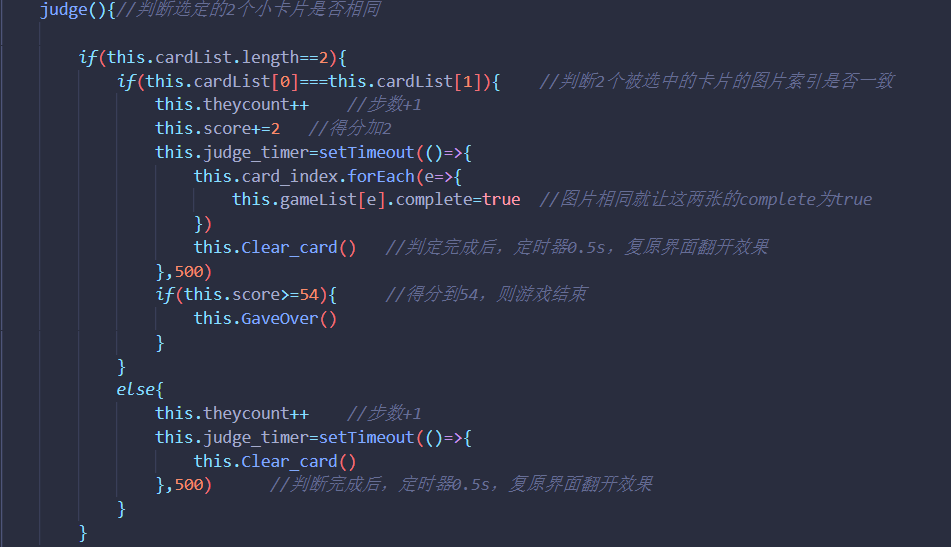 judge(){//判断选定的2个小卡片是否相同
if(this.cardList.length==2){
if(this.cardList[0]===this.cardList[1]){ //判断2个被选中的卡片的图片索引是否一致
this.theycount++ //步数+1
this.score+=2 //得分加2
this.judge_timer=setTimeout(()=>{
this.card_index.forEach(e=>{
this.gameList[e].complete=true //图片相同就让这两张的complete为true
})
this.Clear_card() //判定完成后，定时器0.5s，复原界面翻开效果
},500)
if(this.score>=54){ //得分到54，则游戏结束
this.GaveOver()
}
}
else{
this.theycount++ //步数+1
this.judge_timer=setTimeout(()=>{
this.Clear_card()
},500) //判断完成后，定时器0.5s，复原界面翻开效果
}
}